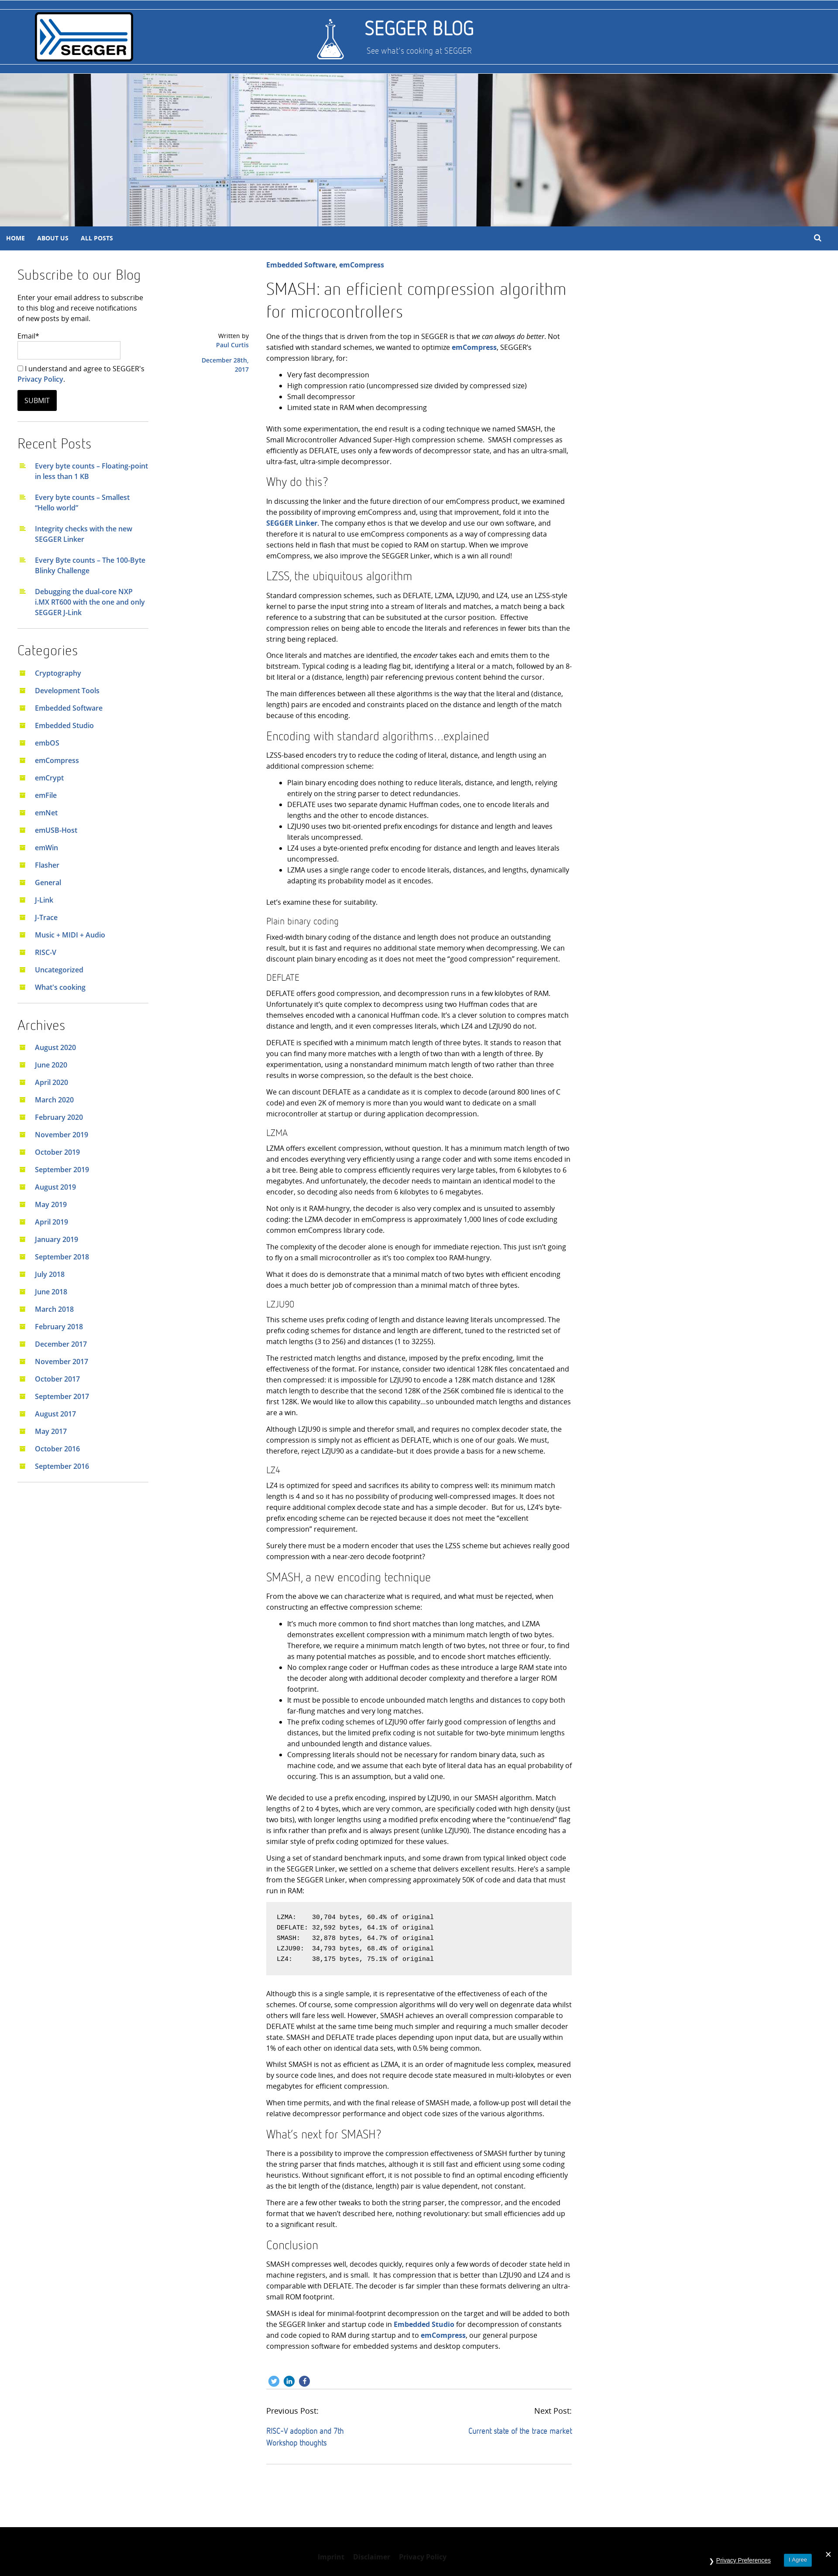 SEGGER
SEGGER BLOG
See what's cooking at SEGGER
HOME
ABOUT US
ALL POSTS
Subscribe to our Blog
Enter your email address to subscribe
to this blog and receive notifications
of new posts by email.
Email*
I understand and agree to SEGGER's
Privacy Policy.
SUBMIT
Recent Posts
Every byte counts – Floating-point
in less than 1 KB
Every byte counts – Smallest
“Hello world”
Integrity checks with the new
SEGGER Linker
Every Byte counts – The 100-Byte
Blinky Challenge
Debugging the dual-core NXP
i.MX RT600 with the one and only
SEGGER J-Link
Categories
Cryptography
Development Tools
Embedded Software
Embedded Studio
embOS
emCompress
emCrypt
emFile
emNet
emUSB-Host
emWin
Flasher
General
J-Link
J-Trace
Music + MIDI + Audio
RISC-V
Uncategorized
What's cooking
Archives
August 2020
June 2020
April 2020
March 2020
February 2020
November 2019
October 2019
September 2019
August 2019
May 2019
April 2019
January 2019
September 2018
July 2018
June 2018
March 2018
February 2018
December 2017
November 2017
October 2017
September 2017
August 2017
May 2017
October 2016
September 2016
Written by
Paul Curtis
December 28th,
2017
Embedded Software, emCompress
SMASH: an efficient compression algorithm
for microcontrollers
One of the things that is driven from the top in SEGGER is that we can always do better. Not
satisfied with standard schemes, we wanted to optimize emCompress, SEGGER’s
compression library, for:
Very fast decompression
High compression ratio (uncompressed size divided by compressed size)
Small decompressor
Limited state in RAM when decompressing
With some experimentation, the end result is a coding technique we named SMASH, the
Small Microcontroller Advanced Super-High compression scheme. SMASH compresses as
efficiently as DEFLATE, uses only a few words of decompressor state, and has an ultra-small,
ultra-fast, ultra-simple decompressor.
Why do this?
In discussing the linker and the future direction of our emCompress product, we examined
the possibility of improving emCompress and, using that improvement, fold it into the
SEGGER Linker. The company ethos is that we develop and use our own software, and
therefore it is natural to use emCompress components as a way of compressing data
sections held in flash that must be copied to RAM on startup. When we improve
emCompress, we also improve the SEGGER Linker, which is a win all round!
LZSS, the ubiquitous algorithm
Standard compression schemes, such as DEFLATE, LZMA, LZJU90, and LZ4, use an LZSS-style
kernel to parse the input string into a stream of literals and matches, a match being a back
reference to a substring that can be subsituted at the cursor position. Effective
compression relies on being able to encode the literals and references in fewer bits than the
string being replaced.
Once literals and matches are identified, the encoder takes each and emits them to the
bitstream. Typical coding is a leading flag bit, identifying a literal or a match, followed by an 8-
bit literal or a (distance, length) pair referencing previous content behind the cursor.
The main differences between all these algorithms is the way that the literal and (distance,
length) pairs are encoded and constraints placed on the distance and length of the match
because of this encoding.
Encoding with standard algorithms…explained
LZSS-based encoders try to reduce the coding of literal, distance, and length using an
additional compression scheme:
Plain binary encoding does nothing to reduce literals, distance, and length, relying
entirely on the string parser to detect redundancies.
DEFLATE uses two separate dynamic Huffman codes, one to encode literals and
lengths and the other to encode distances.
LZJU90 uses two bit-oriented prefix encodings for distance and length and leaves
literals uncompressed.
LZ4 uses a byte-oriented prefix encoding for distance and length and leaves literals
uncompressed.
LZMA uses a single range coder to encode literals, distances, and lengths, dynamically
adapting its probability model as it encodes.
Let’s examine these for suitability.
Plain binary coding
Fixed-width binary coding of the distance and length does not produce an outstanding
result, but it is fast and requires no additional state memory when decompressing. We can
discount plain binary encoding as it does not meet the “good compression” requirement.
DEFLATE
DEFLATE offers good compression, and decompression runs in a few kilobytes of RAM.
Unfortunately it’s quite complex to decompress using two Huffman codes that are
themselves encoded with a canonical Huffman code. It’s a clever solution to compres match
distance and length, and it even compresses literals, which LZ4 and LZJU90 do not.
DEFLATE is specified with a minimum match length of three bytes. It stands to reason that
you can find many more matches with a length of two than with a length of three. By
experimentation, using a nonstandard minimum match length of two rather than three
results in worse compression, so the default is the best choice.
We can discount DEFLATE as a candidate as it is complex to decode (around 800 lines of C
code) and even 2K of memory is more than you would want to dedicate on a small
microcontroller at startup or during application decompression.
LZMA
LZMA offers excellent compression, without question. It has a minimum match length of two
and encodes everything very efficiently using a range coder and with some items encoded in
a bit tree. Being able to compress efficiently requires very large tables, from 6 kilobytes to 6
megabytes. And unfortunately, the decoder needs to maintain an identical model to the
encoder, so decoding also needs from 6 kilobytes to 6 megabytes.
Not only is it RAM-hungry, the decoder is also very complex and is unsuited to assembly
coding: the LZMA decoder in emCompress is approximately 1,000 lines of code excluding
common emCompress library code.
The complexity of the decoder alone is enough for immediate rejection. This just isn’t going
to fly on a small microcontroller as it’s too complex too RAM-hungry.
What it does do is demonstrate that a minimal match of two bytes with efficient encoding
does a much better job of compression than a minimal match of three bytes.
LZJU90
This scheme uses prefix coding of length and distance leaving literals uncompressed. The
prefix coding schemes for distance and length are different, tuned to the restricted set of
match lengths (3 to 256) and distances (1 to 32255).
The restricted match lengths and distance, imposed by the prefix encoding, limit the
effectiveness of the format. For instance, consider two identical 128K files concatentaed and
then compressed: it is impossible for LZJU90 to encode a 128K match distance and 128K
match length to describe that the second 128K of the 256K combined file is identical to the
first 128K. We would like to allow this capability…so unbounded match lengths and distances
are a win.
Although LZJU90 is simple and therefor small, and requires no complex decoder state, the
compression is simply not as efficient as DEFLATE, which is one of our goals. We must,
therefore, reject LZJU90 as a candidate–but it does provide a basis for a new scheme.
LZ4
LZ4 is optimized for speed and sacrifices its ability to compress well: its minimum match
length is 4 and so it has no possibility of producing well-compressed images. It does not
require additional complex decode state and has a simple decoder. But for us, LZ4’s byte-
prefix encoding scheme can be rejected because it does not meet the “excellent
compression” requirement.
Surely there must be a modern encoder that uses the LZSS scheme but achieves really good
compression with a near-zero decode footprint?
SMASH, a new encoding technique
From the above we can characterize what is required, and what must be rejected, when
constructing an effective compression scheme:
It’s much more common to find short matches than long matches, and LZMA
demonstrates excellent compression with a minimum match length of two bytes.
Therefore, we require a minimum match length of two bytes, not three or four, to find
as many potential matches as possible, and to encode short matches efficiently.
No complex range coder or Huffman codes as these introduce a large RAM state into
the decoder along with additional decoder complexity and therefore a larger ROM
footprint.
It must be possible to encode unbounded match lengths and distances to copy both
far-flung matches and very long matches.
The prefix coding schemes of LZJU90 offer fairly good compression of lengths and
distances, but the limited prefix coding is not suitable for two-byte minimum lengths
and unbounded length and distance values.
Compressing literals should not be necessary for random binary data, such as
machine code, and we assume that each byte of literal data has an equal probability of
occuring. This is an assumption, but a valid one.
We decided to use a prefix encoding, inspired by LZJU90, in our SMASH algorithm. Match
lengths of 2 to 4 bytes, which are very common, are specificially coded with high density (just
two bits), with longer lengths using a modified prefix encoding where the “continue/end” flag
is infix rather than prefix and is always present (unlike LZJU90). The distance encoding has a
similar style of prefix coding optimized for these values.
Using a set of standard benchmark inputs, and some drawn from typical linked object code
in the SEGGER Linker, we settled on a scheme that delivers excellent results. Here’s a sample
from the SEGGER Linker, when compressing approximately 50K of code and data that must
run in RAM:
LZMA: 30,704 bytes, 60.4% of original
DEFLATE: 32,592 bytes, 64.1% of original
SMASH: 32,878 bytes, 64.7% of original
LZJU90: 34,793 bytes, 68.4% of original
LZ4: 38,175 bytes, 75.1% of original
Althougb this is a single sample, it is representative of the effectiveness of each of the
schemes. Of course, some compression algorithms will do very well on degenrate data whilst
others will fare less well. However, SMASH achieves an overall compression comparable to
DEFLATE whilst at the same time being much simpler and requiring a much smaller decoder
state. SMASH and DEFLATE trade places depending upon input data, but are usually within
1% of each other on identical data sets, with 0.5% being common.
Whilst SMASH is not as efficient as LZMA, it is an order of magnitude less complex, measured
by source code lines, and does not require decode state measured in multi-kilobytes or even
megabytes for efficient compression.
When time permits, and with the final release of SMASH made, a follow-up post will detail the
relative decompressor performance and object code sizes of the various algorithms.
What’s next for SMASH?
There is a possibility to improve the compression effectiveness of SMASH further by tuning
the string parser that finds matches, although it is still fast and efficient using some coding
heuristics. Without significant effort, it is not possible to find an optimal encoding efficiently
as the bit length of the (distance, length) pair is value dependent, not constant.
There are a few other tweaks to both the string parser, the compressor, and the encoded
format that we haven’t described here, nothing revolutionary: but small efficiencies add up
to a significant result.
Conclusion
SMASH compresses well, decodes quickly, requires only a few words of decoder state held in
machine registers, and is small. It has compression that is better than LZJU90 and LZ4 and is
comparable with DEFLATE. The decoder is far simpler than these formats delivering an ultra-
small ROM footprint.
SMASH is ideal for minimal-footprint decompression on the target and will be added to both
the SEGGER linker and startup code in Embedded Studio for decompression of constants
and code copied to RAM during startup and to emCompress, our general purpose
compression software for embedded systems and desktop computers.
Previous Post:
Next Post:
RISC-V adoption and 7th
Workshop thoughts
Current state of the trace market
Imprint
Disclaimer
Privacy Policy
Privacy Preferences
I Agree